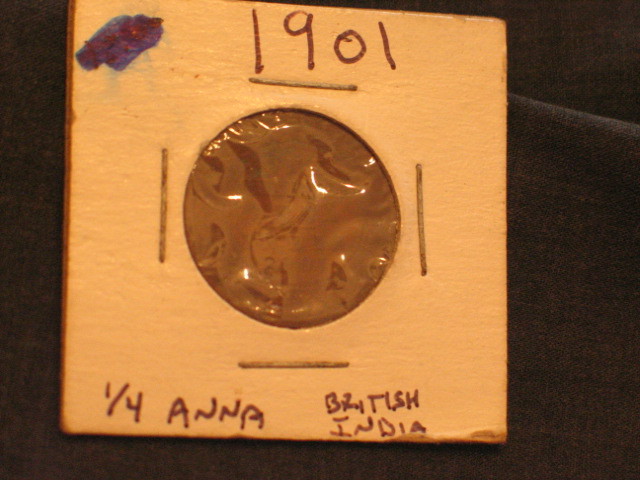 1901
1/4 ANNA
BRITISH
INDIA